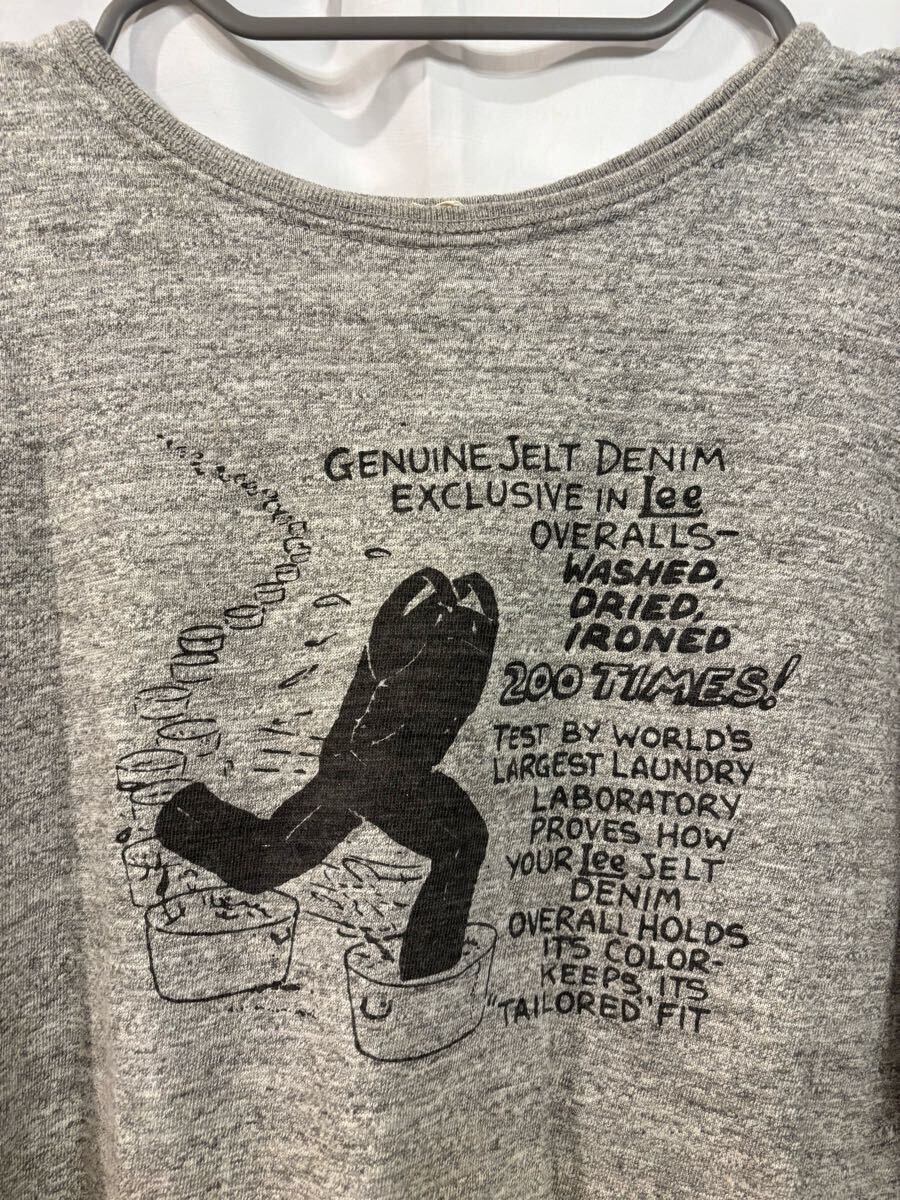 GENUINE JELT DENIM
EXCLUSIVE IN Lee
OVERALLS—
WASHED,
DRIED,
IRONED
200 TIMES!
TEST BY WORLD'S
LARGEST LAUNDRY
LABORATORY
PROVES HOW
YOUR Lee JELT
DENIM
OVERALL HOLDS
ITS COLOR-
KEEPS ITS
"TAILORED" FIT